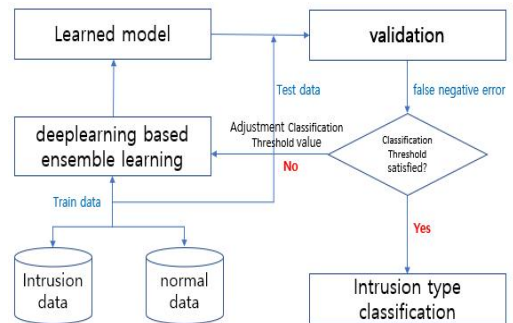 Learned model
validation
Test data
false negative error
deeplearning based
ensemble learning
Adjustment Classification
Threshold value
No
Classification
Threshold
satisfied?
Train data
Yes
Intrusion
data
normal
data
Intrusion type
classification